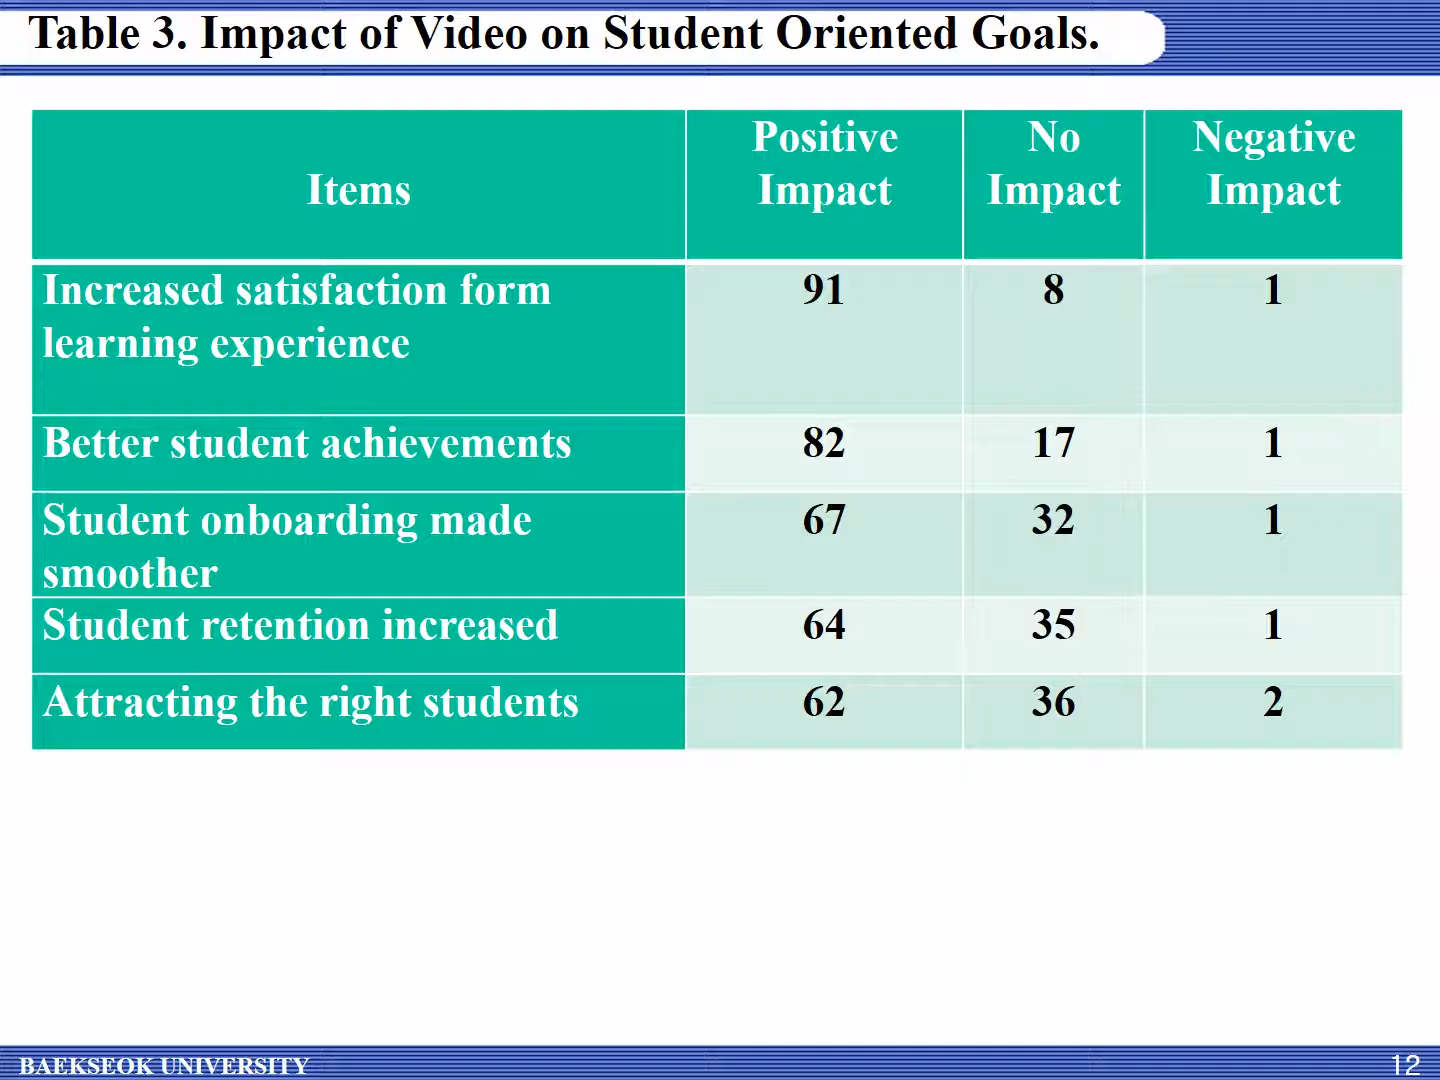 Table 3. Impact of Video on Student Oriented Goals.
Items
Positive Impact
No Impact
Negative Impact
Increased satisfaction form
learning experience
91 8 1
Better student achievements 82 17 1
Student onboarding made
smoother
67 32 1
Student retention increased 64 35 1
Attracting the right students 62 36 2
BAEKSEOK UNIVERSITY
12